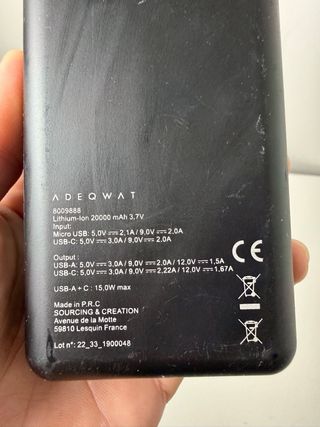 ADEQWAT
8009888
Lithium-Ion 20000 mAh 3,7V
Input:
Micro USB: 5,0V ⎓ 2,1A / 9.0V ⎓ 2.0A
USB-C: 5,0V ⎓ 3,0A / 9,0V ⎓ 2.0A
Output :
USB-A: 5,0V ⎓ 3.0A / 9,0V ⎓ 2.0A / 12.0V ⎓ 1,5A
USB-C: 5,0V ⎓ 3.0A / 9,0V ⎓ 2.22A / 12.0V ⎓ 1.67A
USB-A + C : 15,0W max
CE
Made in P.R.C
SOURCING & CREATION
Avenue de la Motte
59810 Lesquin France
Lot n°: 22_33_1900048